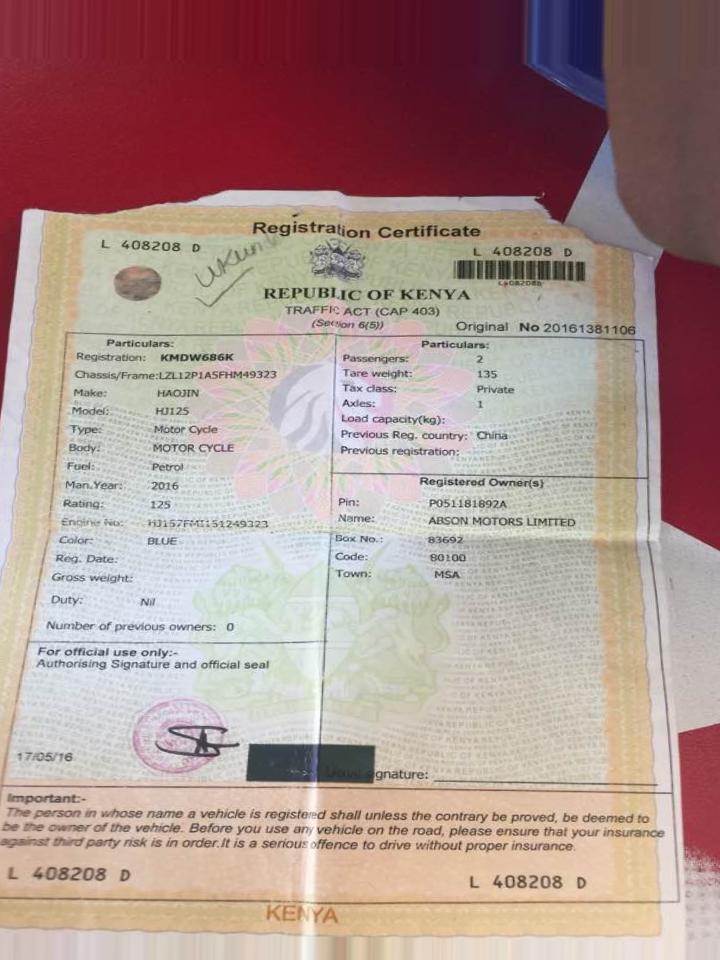 Registration Certificate
L 408208 D
L 408208 D
UKunda
L408208D
REPUBLIC OF KENYA
TRAFFIC ACT (CAP 403)
(Section 6(5))
Original No 20161381106
Particulars:
Registration: KMDW686K
Chassis/Frame:LZL12P1A5FHM49323
Make: HAOJIN
Model: HJ125
Type: Motor Cycle
Body: MOTOR CYCLE
Fuel: Petrol
Man.Year: 2016
Rating: 125
Engine No: HJ157FMI151249323
Color: BLUE
Reg. Date:
Gross weight:
Duty: Nil
Number of previous owners: 0
Particulars:
Passengers: 2
Tare weight: 135
Tax class: Private
Axles: 1
Load capacity(kg):
Previous Reg. country: China
Previous registration:
Registered Owner(s)
Pin: P051181892A
Name: ABSON MOTORS LIMITED
Box No.: 83692
Code: 80100
Town: MSA
For official use only:-
Authorising Signature and official seal
17/05/16
signature:
Important:-
The person in whose name a vehicle is registered shall unless the contrary be proved, be deemed to
be the owner of the vehicle. Before you use any vehicle on the road, please ensure that your insurance
against third party risk is in order.It is a serious offence to drive without proper insurance.
L 408208 D
L 408208 D
KENYA